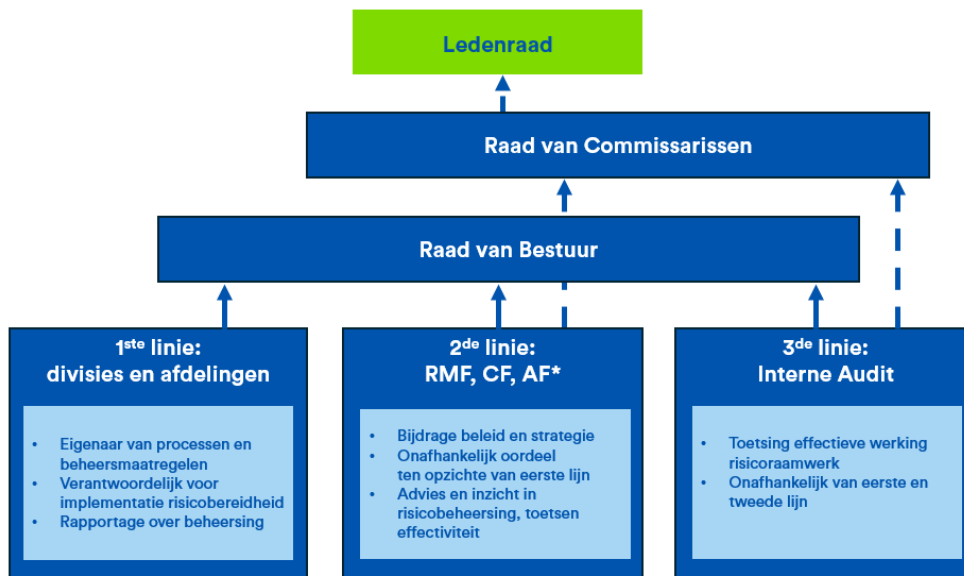 Ledenraad
Raad van Commissarissen
Raad van Bestuur
1ste linie:
divisies en afdelingen
• Eigenaar van processen en
beheersmaatregelen
• Verantwoordelijk voor
implementatie risicobereidheid
• Rapportage over beheersing
2de linie:
RMF, CF, AF*
• Bijdrage beleid en strategie
• Onafhankelijk oordeel
ten opzichte van eerste lijn
• Advies en inzicht in
risicobeheersing, toetsen
effectiviteit
3de linie:
Interne Audit
• Toetsing effectieve werking
risicoraamwerk
• Onafhankelijk van eerste en
tweede lijn